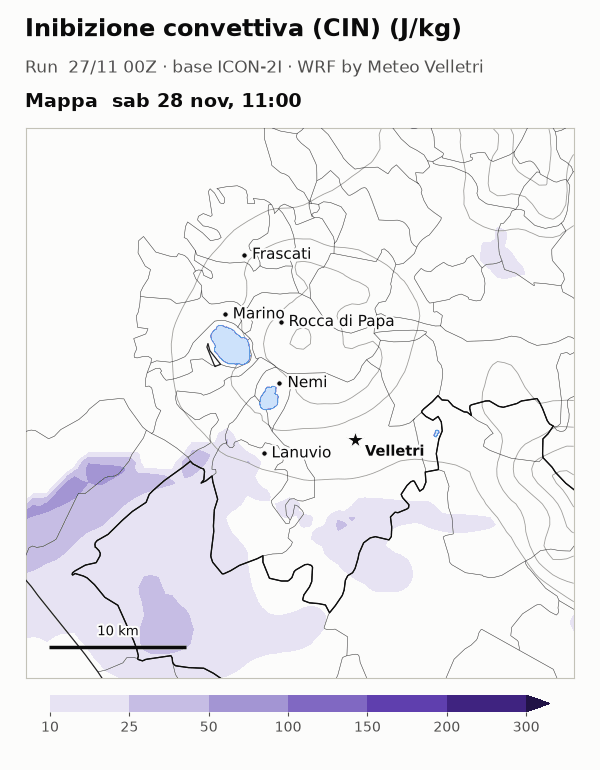 Inibizione convettiva (CIN) (J/kg)
Run 27/11 00Z · base ICON-2I · WRF by Meteo Velletri
Mappa sab 28 nov, 11:00
Frascati
Marino
Rocca di Papa
Nemi
Velletri
Lanuvio
10 km
10 25 50 100 150 200 300